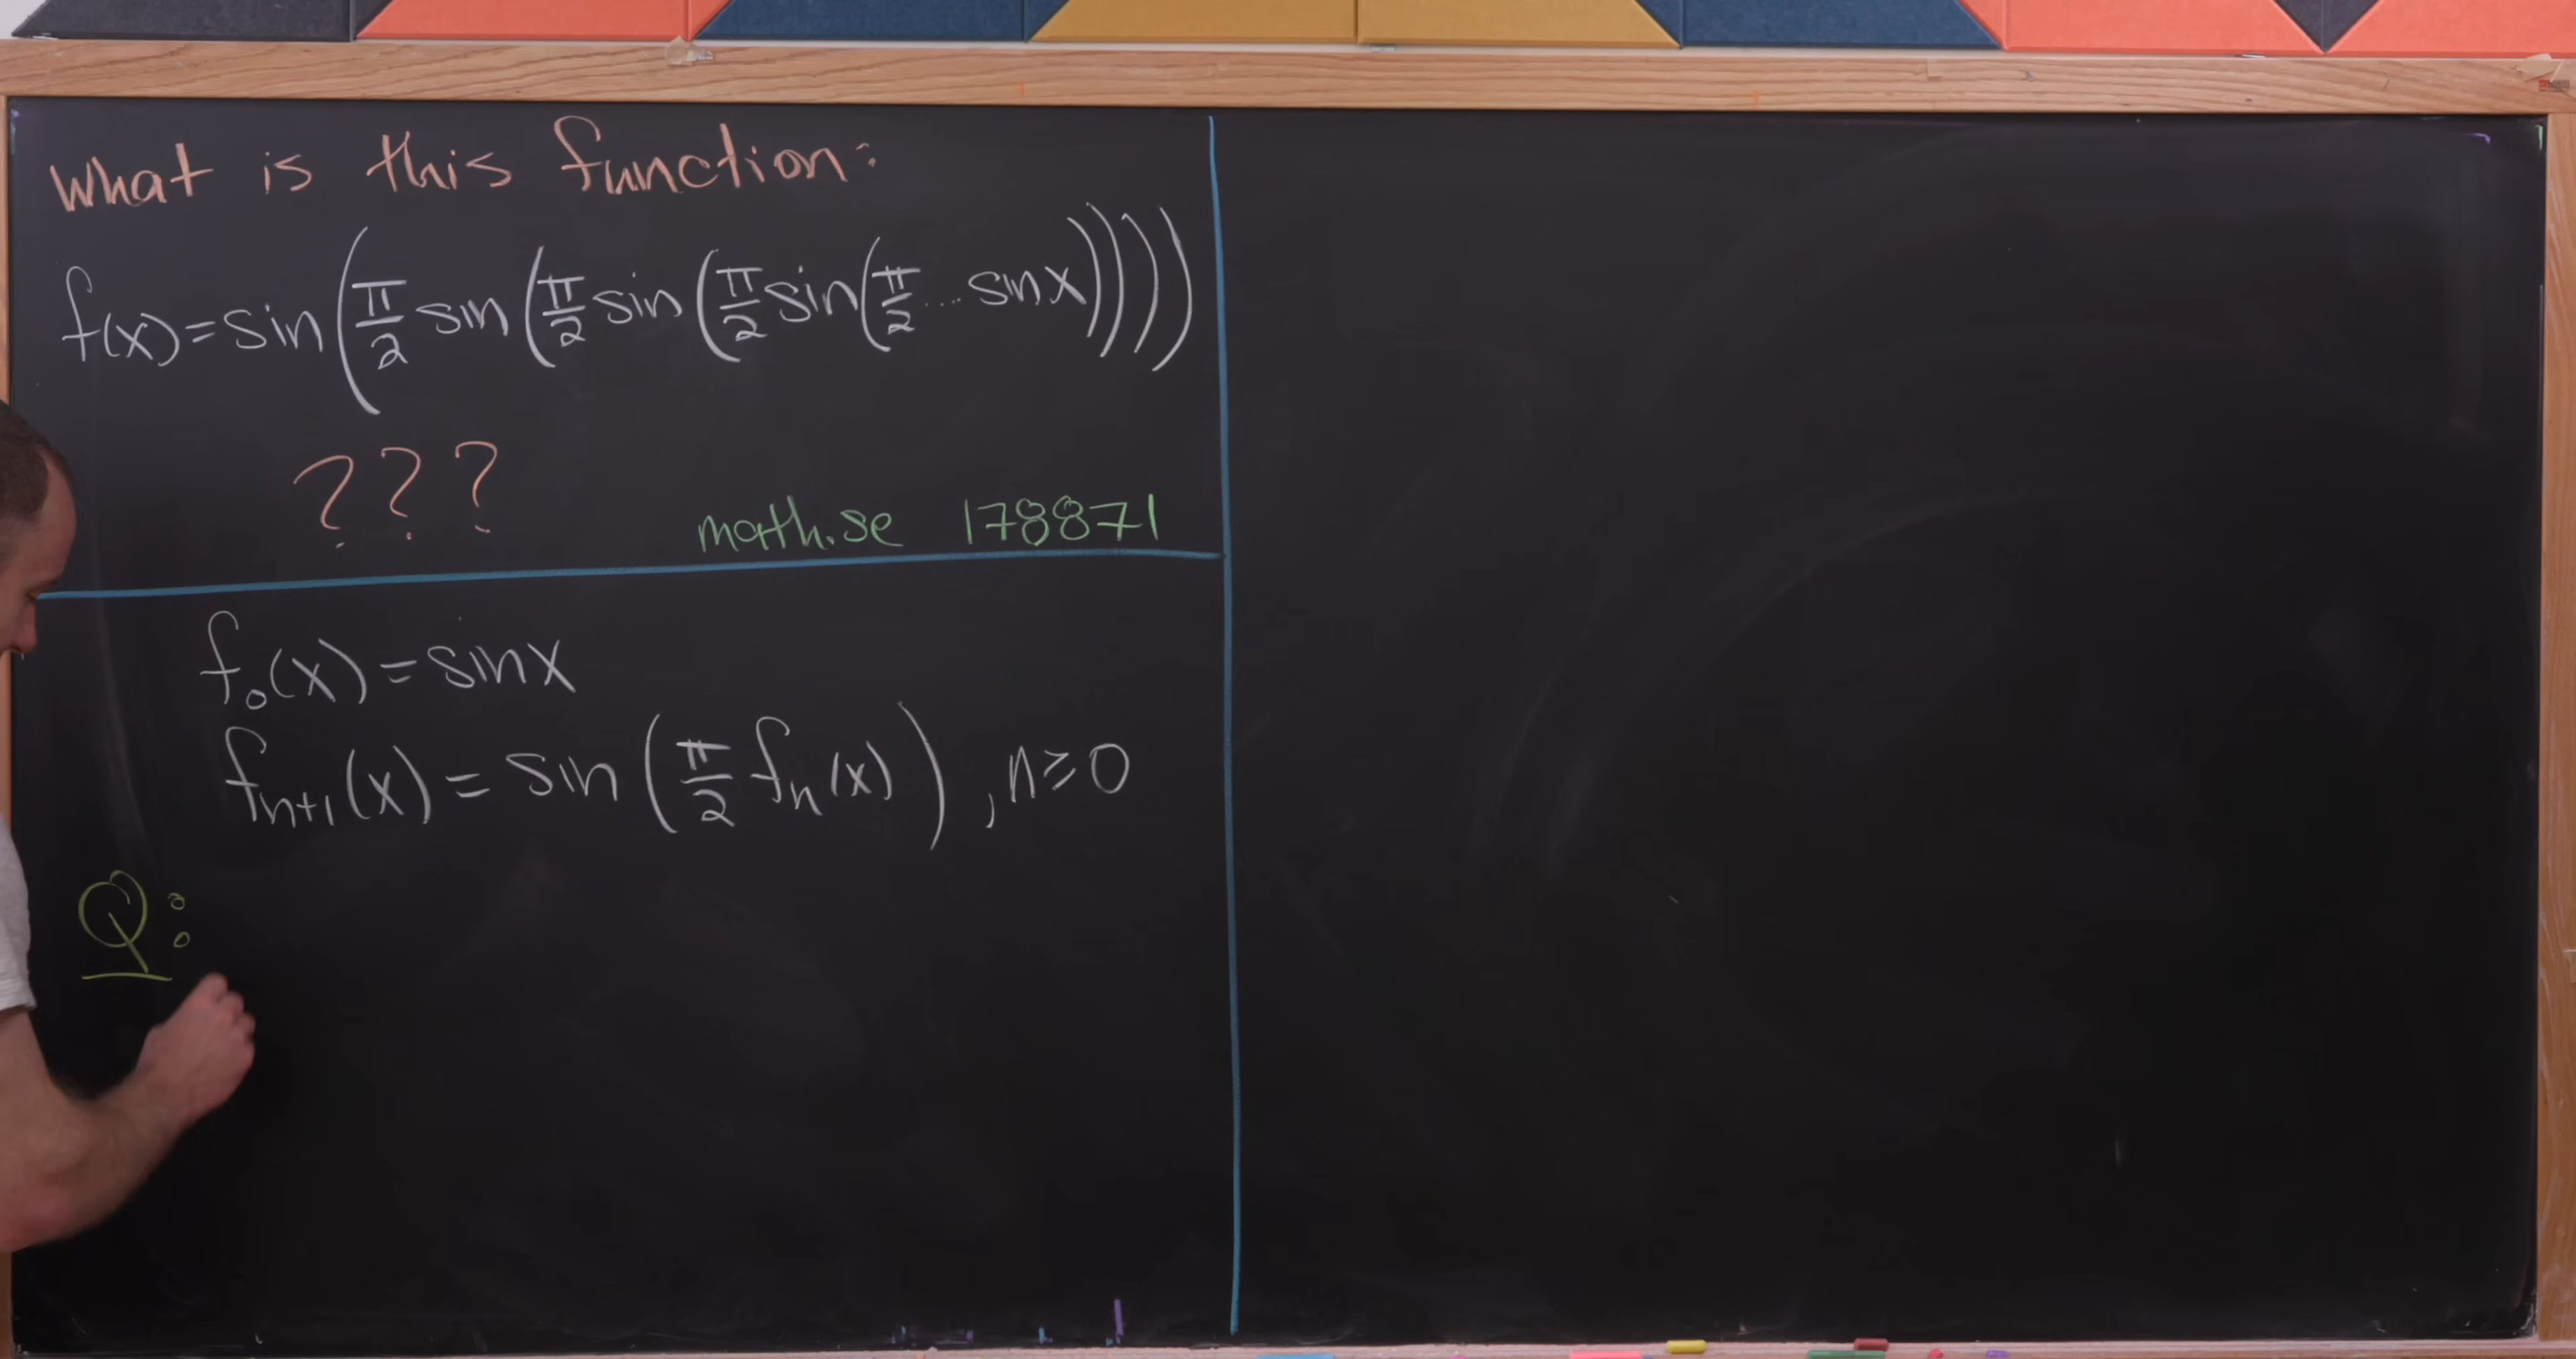 What is this function:
f(x)=sin(π/2 sin(π/2 sin(π/2 sin(π/2 ... sinx))))
???
math.se 178871
f₀(x)=sinx
fₙ₊₁(x)=sin(π/2 fₙ(x)), n≥0
Q: